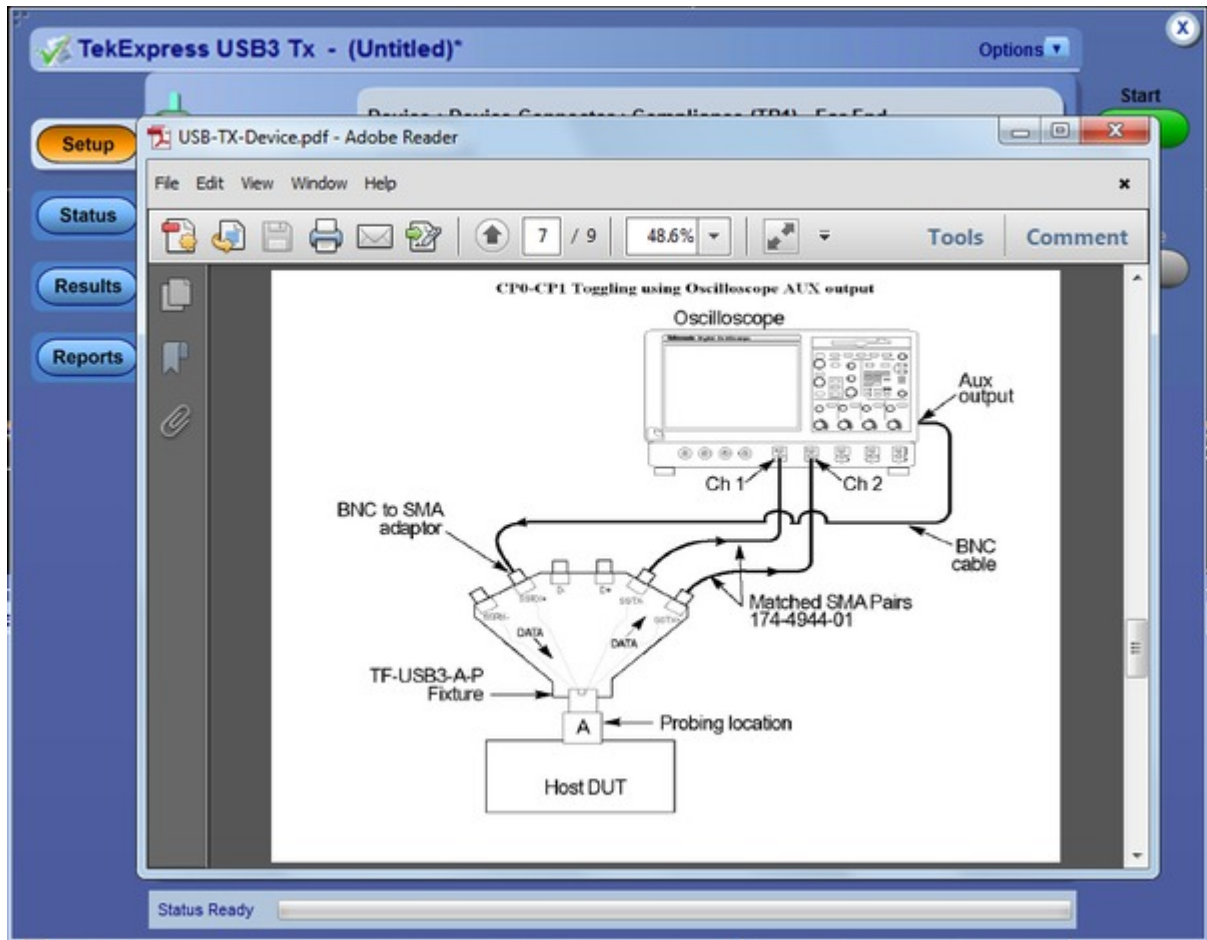 TekExpress USB3 Tx - (Untitled)*
Options
x
Start
Setup
Status
Results
Reports
USB-TX-Device.pdf - Adobe Reader
File Edit View Window Help
7 / 9
48.6%
Tools
Comment
CP0-CP1 Toggling using Oscilloscope AUX output
Oscilloscope
Aux
output
Ch 1
Ch 2
BNC to SMA
adaptor
BNC
cable
D-
D+
Matched SMA Pairs
174-4944-01
DATA
DATA
TF-USB3-A-P
Fixture
A
Probing location
Host DUT
Status Ready